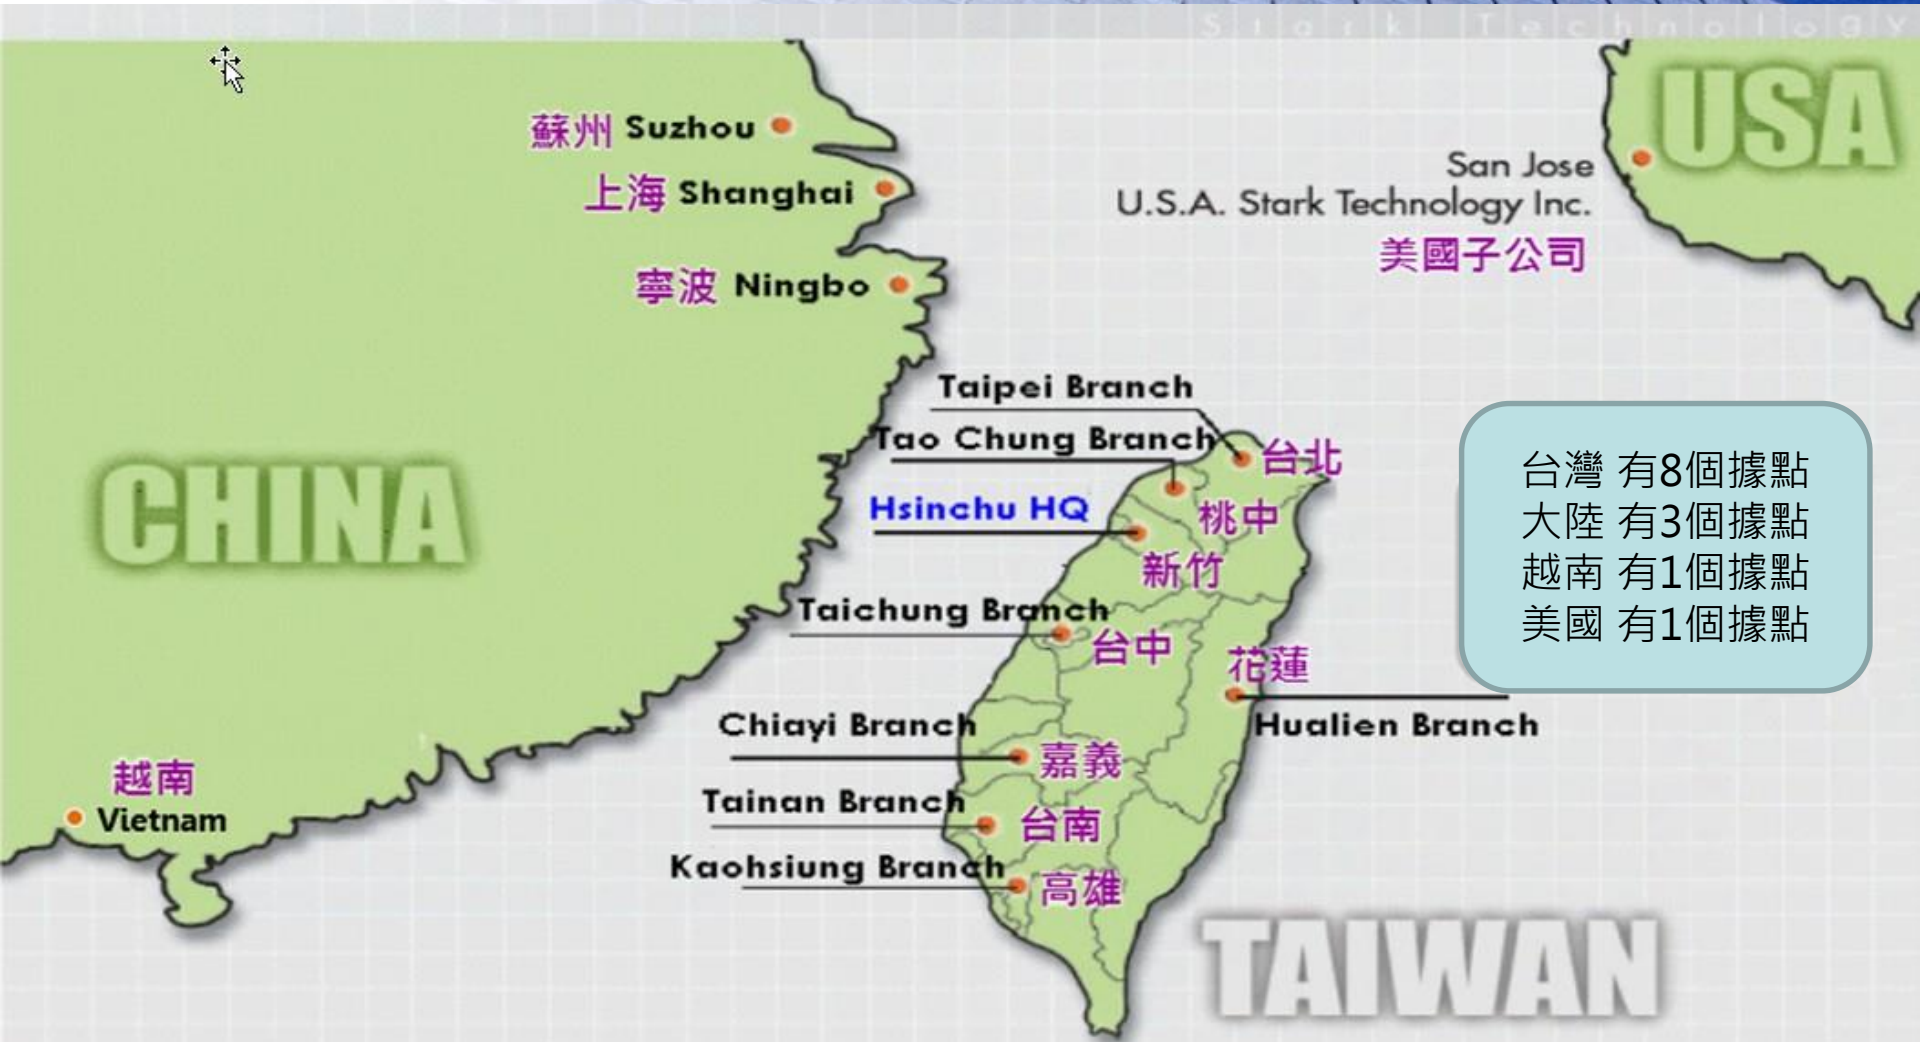 Stark Technology
USA
蘇州 Suzhou
上海 Shanghai
寧波 Ningbo
San Jose
U.S.A. Stark Technology Inc.
美國子公司
CHINA
越南
Vietnam
Taipei Branch
台北
Tao Chung Branch
桃中
Hsinchu HQ
新竹
Taichung Branch
台中
花蓮
Hualien Branch
Chiayi Branch
嘉義
Tainan Branch
台南
Kaohsiung Branch
高雄
TAIWAN
台灣 有8個據點
大陸 有3個據點
越南 有1個據點
美國 有1個據點